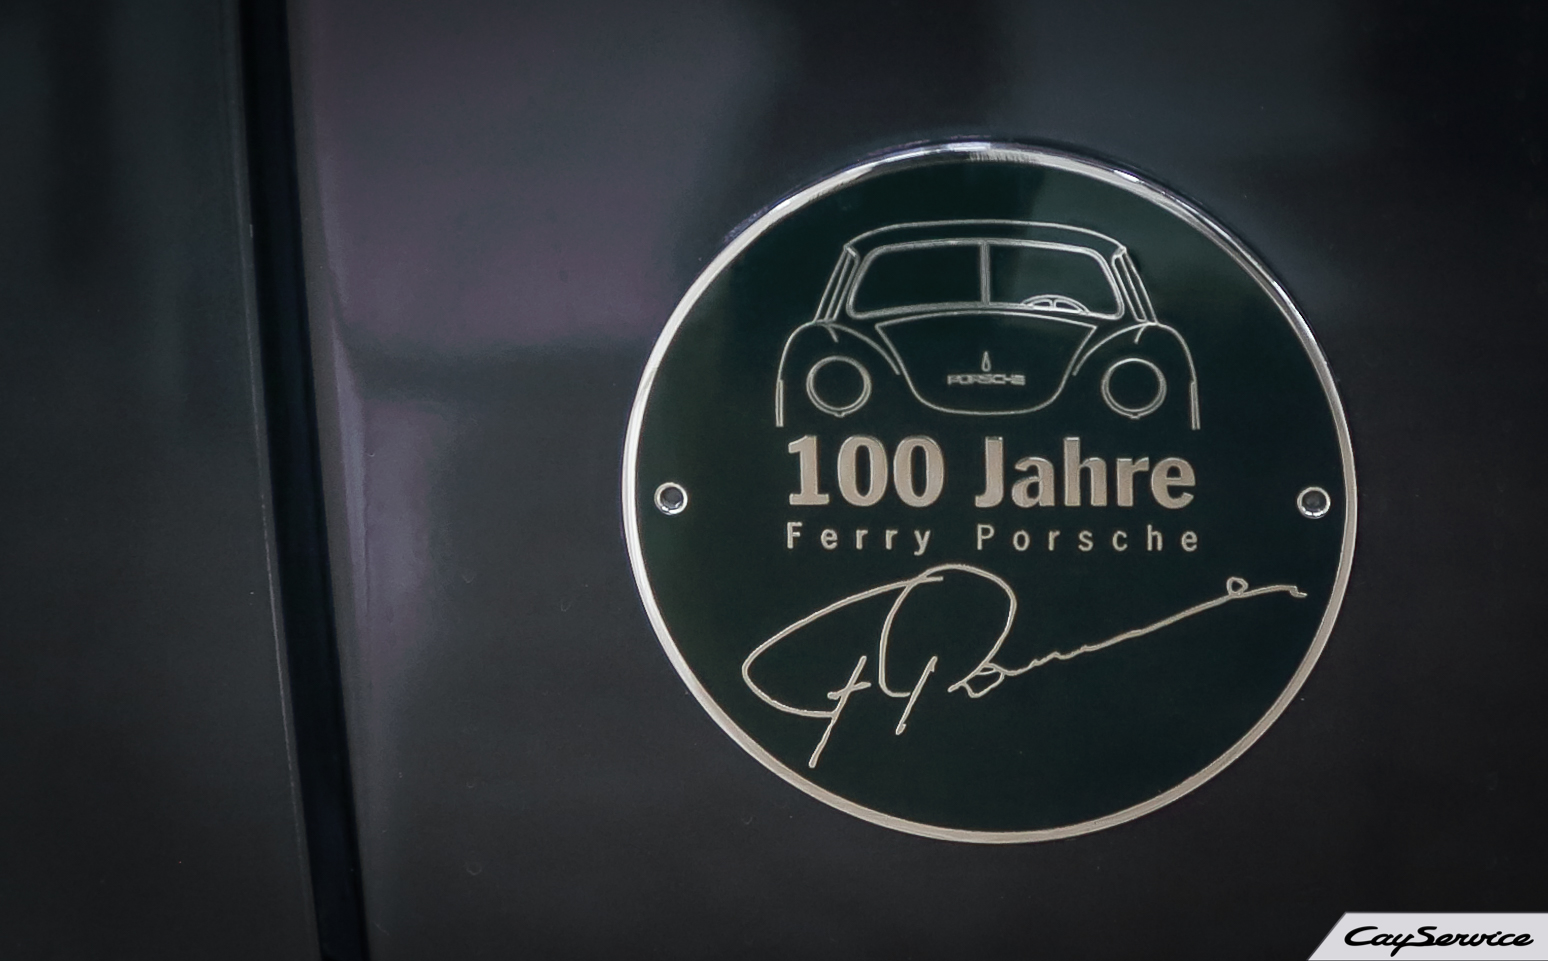 PORSCHE
100 Jahre
Ferry Porsche
CayService